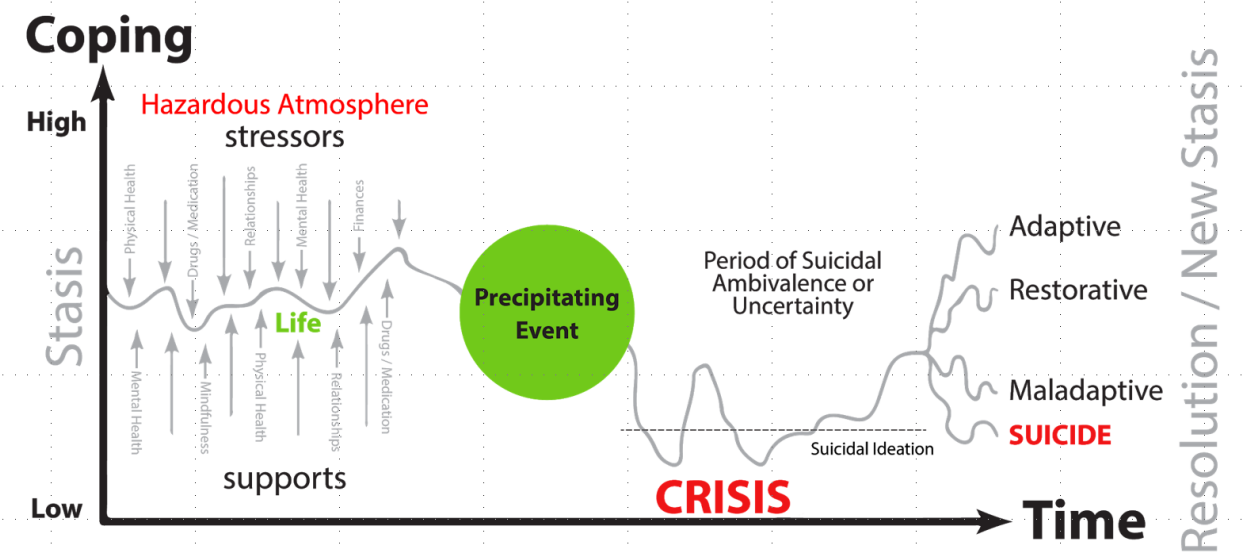 Coping
High
Hazardous Atmosphere
stressors
Physical Health
Drugs / Medication
Relationships
Mental Health
Finances
Stasis
Life
Mental Health
Mindfulness
Physical Health
Relationships
Drugs / Medication
supports
Low
Precipitating
Event
Period of Suicidal
Ambivalence or
Uncertainty
Suicidal Ideation
CRISIS
Adaptive
Restorative
Maladaptive
SUICIDE
Time
Resolution / New Stasis